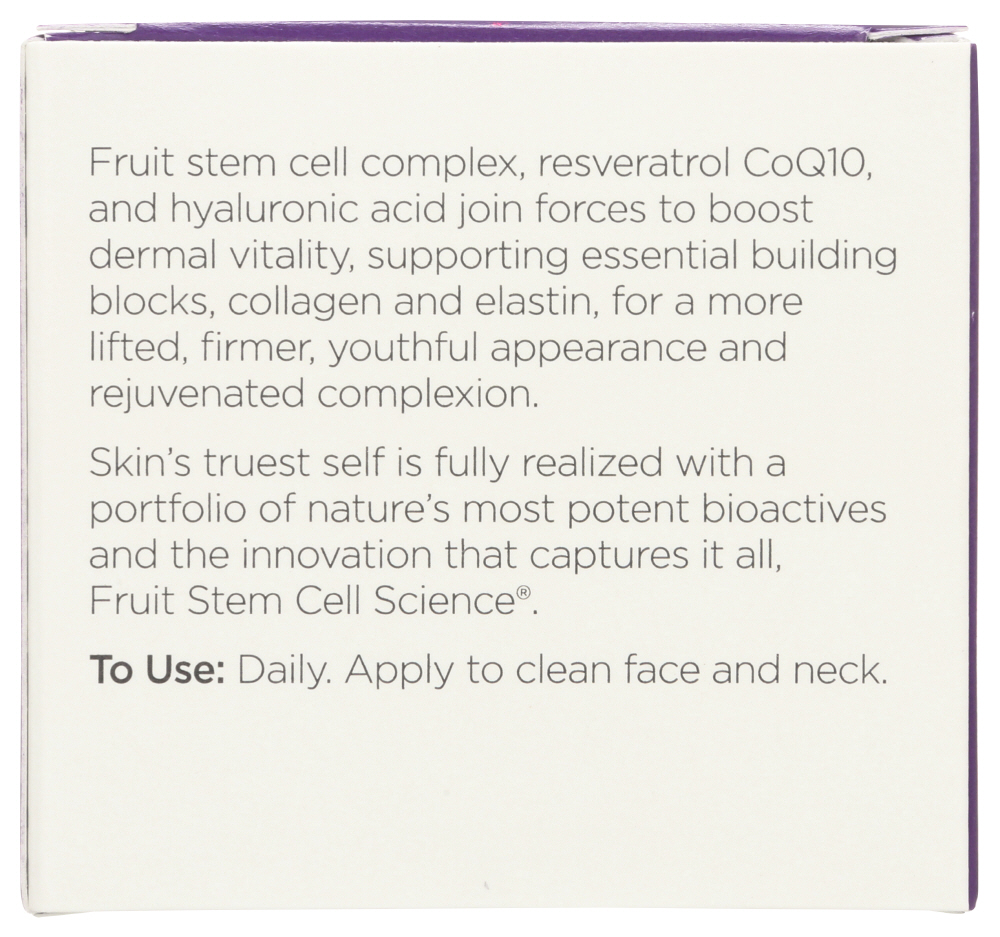 Fruit stem cell complex, resveratrol CoQ10,
and hyaluronic acid join forces to boost
dermal vitality, supporting essential building
blocks, collagen and elastin, for a more
lifted, firmer, youthful appearance and
rejuvenated complexion.
Skin's truest self is fully realized with a
portfolio of nature's most potent bioactives
and the innovation that captures it all,
Fruit Stem Cell Science®.
To Use: Daily. Apply to clean face and neck.